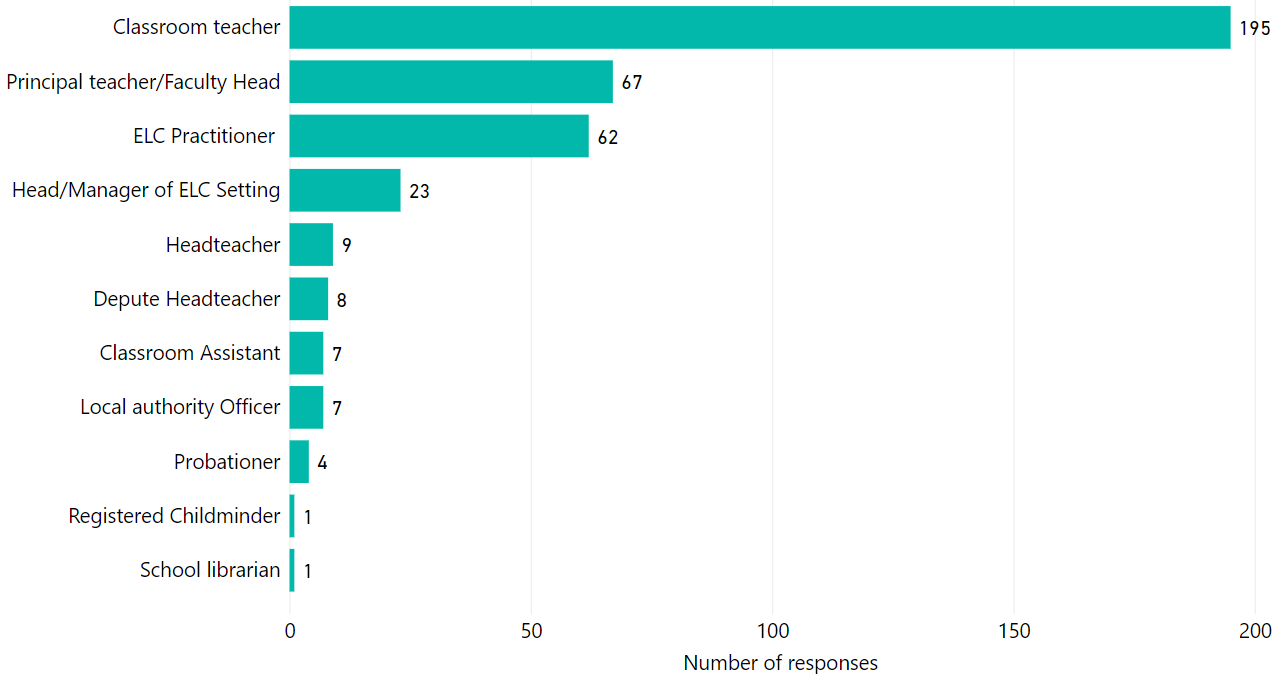 Classroom teacher 195
Principal teacher/Faculty Head 67
ELC Practitioner 62
Head/Manager of ELC Setting 23
Headteacher 9
Depute Headteacher 8
Classroom Assistant 7
Local authority Officer 7
Probationer 4
Registered Childminder 1
School librarian 1
0 50 100 150 200
Number of responses